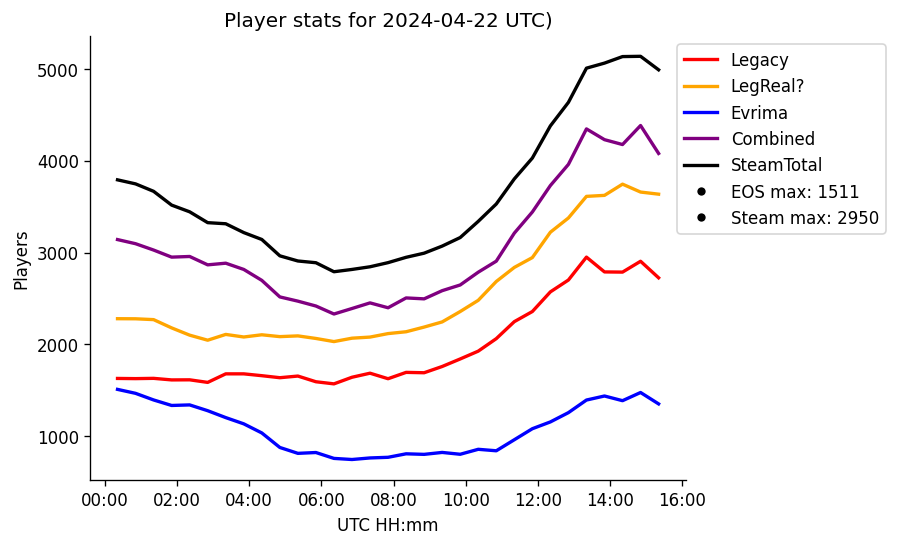 Player stats for 2024-04-22 UTC)
5000
4000
3000
2000
1000
Players
00:00 02:00 04:00 06:00 08:00 10:00 12:00 14:00 16:00
UTC HH:mm
Legacy
LegReal?
Evrima
Combined
SteamTotal
EOS max: 1511
Steam max: 2950